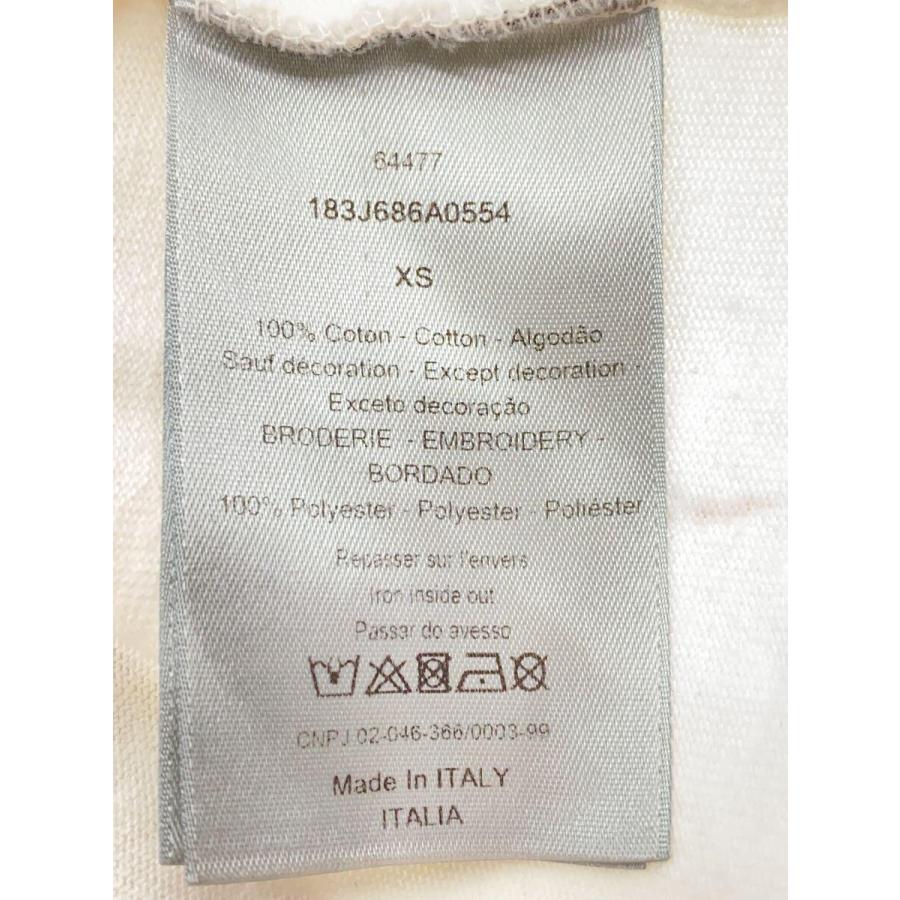 64477
183J686A0554
XS
100% Coton - Cotton - Algodão
Sauf décoration - Except decoration -
Exceto decoração
BRODERIE - EMBROIDERY -
BORDADO
100% Polyester - Polyester - Poliéster
Repasser sur l'envers
Iron inside out
Passar do avesso
CNPJ 02-046-366/0003-99
Made In ITALY
ITALIA